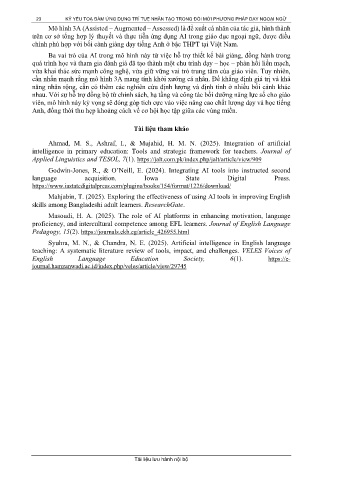 20 KỶ YẾU TỌA ĐÀM ỨNG DỤNG TRÍ TUỆ NHÂN TẠO TRONG ĐỔI MỚI PHƯƠNG PHÁP DẠY NGOẠI NGỮ
Mô hình 3A (Assisted – Augmented – Assessed) là đề xuất cá nhân của tác giả, hình thành
trên cơ sở tổng hợp lý thuyết và thực tiễn ứng dụng AI trong giáo dục ngoại ngữ, được điều
chỉnh phù hợp với bối cảnh giảng dạy tiếng Anh ở bậc THPT tại Việt Nam.
Ba vai trò của AI trong mô hình này từ việc hỗ trợ thiết kế bài giảng, đồng hành trong
quá trình học và tham gia đánh giá đã tạo thành một chu trình dạy – học – phản hồi liền mạch,
vừa khai thác sức mạnh công nghệ, vừa giữ vững vai trò trung tâm của giáo viên. Tuy nhiên,
cần nhấn mạnh rằng mô hình 3A mang tính khởi xướng cá nhân. Để khẳng định giá trị và khả
năng nhân rộng, cần có thêm các nghiên cứu định lượng và định tính ở nhiều bối cảnh khác
nhau. Với sự hỗ trợ đồng bộ từ chính sách, hạ tầng và công tác bồi dưỡng năng lực số cho giáo
viên, mô hình này kỳ vọng sẽ đóng góp tích cực vào việc nâng cao chất lượng dạy và học tiếng
Anh, đồng thời thu hẹp khoảng cách về cơ hội học tập giữa các vùng miền.
Tài liệu tham khảo
Ahmad, M. S., Ashraf, I., & Majahid, H. M. N. (2025). Integration of artificial
intelligence in primary education: Tools and strategic framework for teachers. Journal of
Applied Linguistics and TESOL, 7(1). https://jalt.com.pk/index.php/jalt/article/view/909
Godwin-Jones, R., & O’Neill, E. (2024). Integrating AI tools into instructed second
language acquisition. Iowa State Digital Press.
https://www.iastatedigitalpress.com/plugins/books/154/format/1226/download/
Mahjabin, T. (2025). Exploring the effectiveness of using AI tools in improving English
skills among Bangladeshi adult learners. ResearchGate.
Masoudi, H. A. (2025). The role of AI platforms in enhancing motivation, language
proficiency, and intercultural competence among EFL learners. Journal of English Language
Pedagogy, 15(2). https://journals.ekb.eg/article_426955.html
Syahra, M. N., & Chandra, N. E. (2025). Artificial intelligence in English language
teaching: A systematic literature review of tools, impact, and challenges. VELES Voices of
English Language Education Society, 6(1). https://e-
journal.hamzanwadi.ac.id/index.php/veles/article/view/29745
Tài liệu lưu hành nội bộ